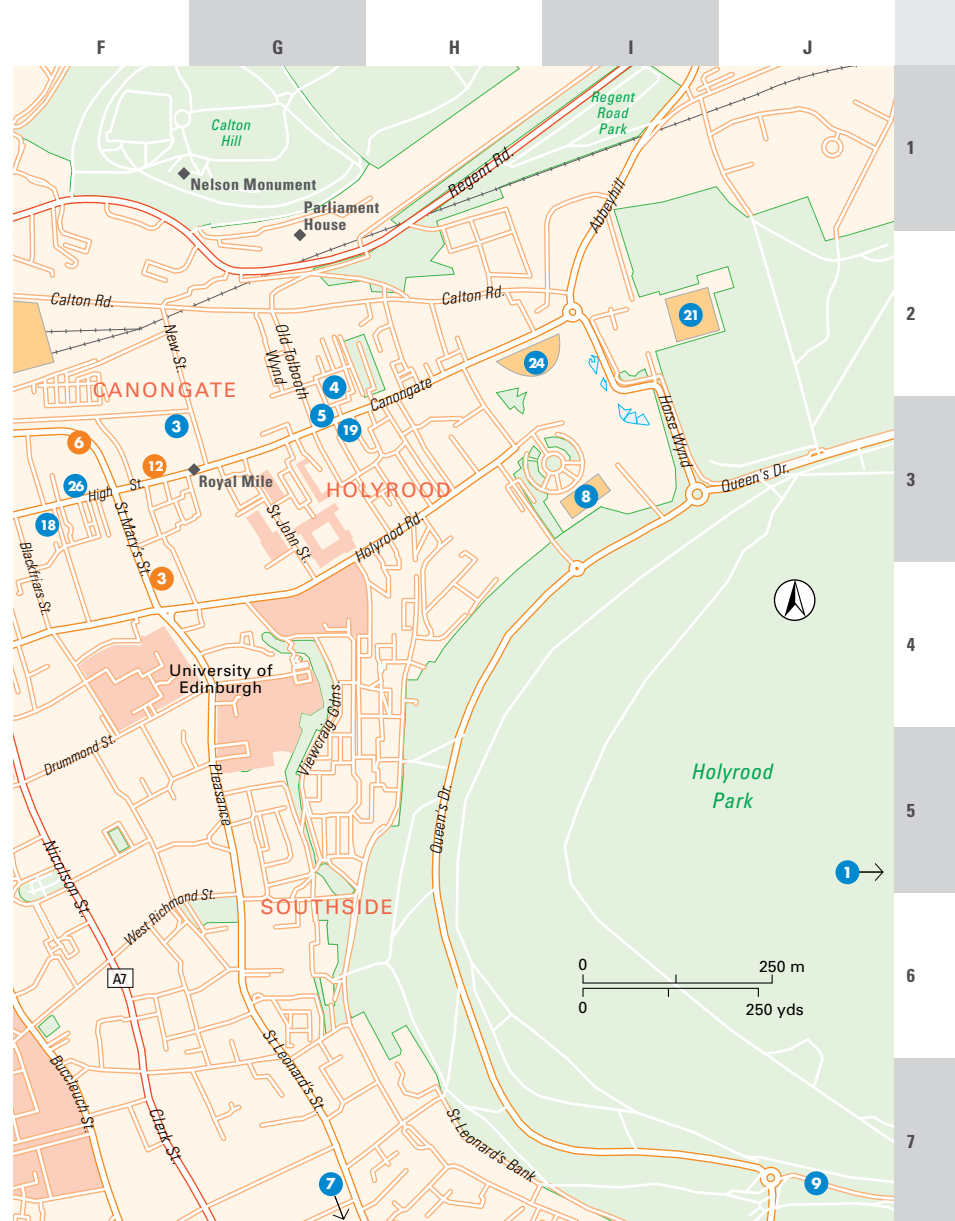 F G H I J
Calton
Hill
Regent
Road
Park
1
Nelson Monument
Regent Rd.
Parliament
House
Abbeyhill
Calton Rd.
Calton Rd.
21
2
New St.
Old Tolbooth
Wynd
24
CANONGATE
4
Canongate
5
19
3
Horse Wynd
6
12
Royal Mile
Queen's Dr.
3
26
High St.
HOLYROOD
8
18
St Mary's St.
St John St.
Holyrood Rd.
Blackfriars St.
3
4
University of
Edinburgh
Viewcraig Gdns.
Drummond St.
Pleasance
Queen's Dr.
Holyrood
Park
5
Nicolson St.
1
West Richmond St.
SOUTHSIDE
A7
0 250 m
0 250 yds
6
St Leonard's St.
Buccleuch St.
Clerk St.
St Leonard's Bank
7
7
9